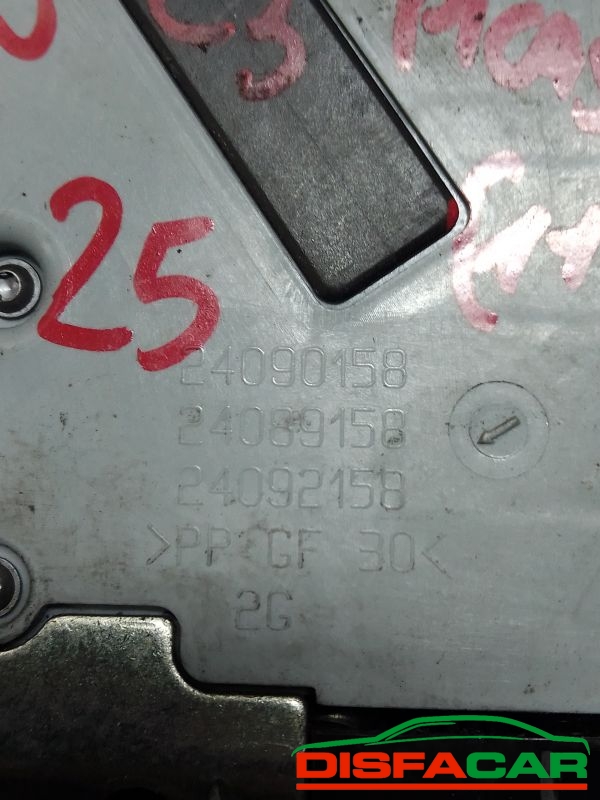 C3
25
24090158
24089158
24092158
>PP GF 30<
2G
DISFACAR